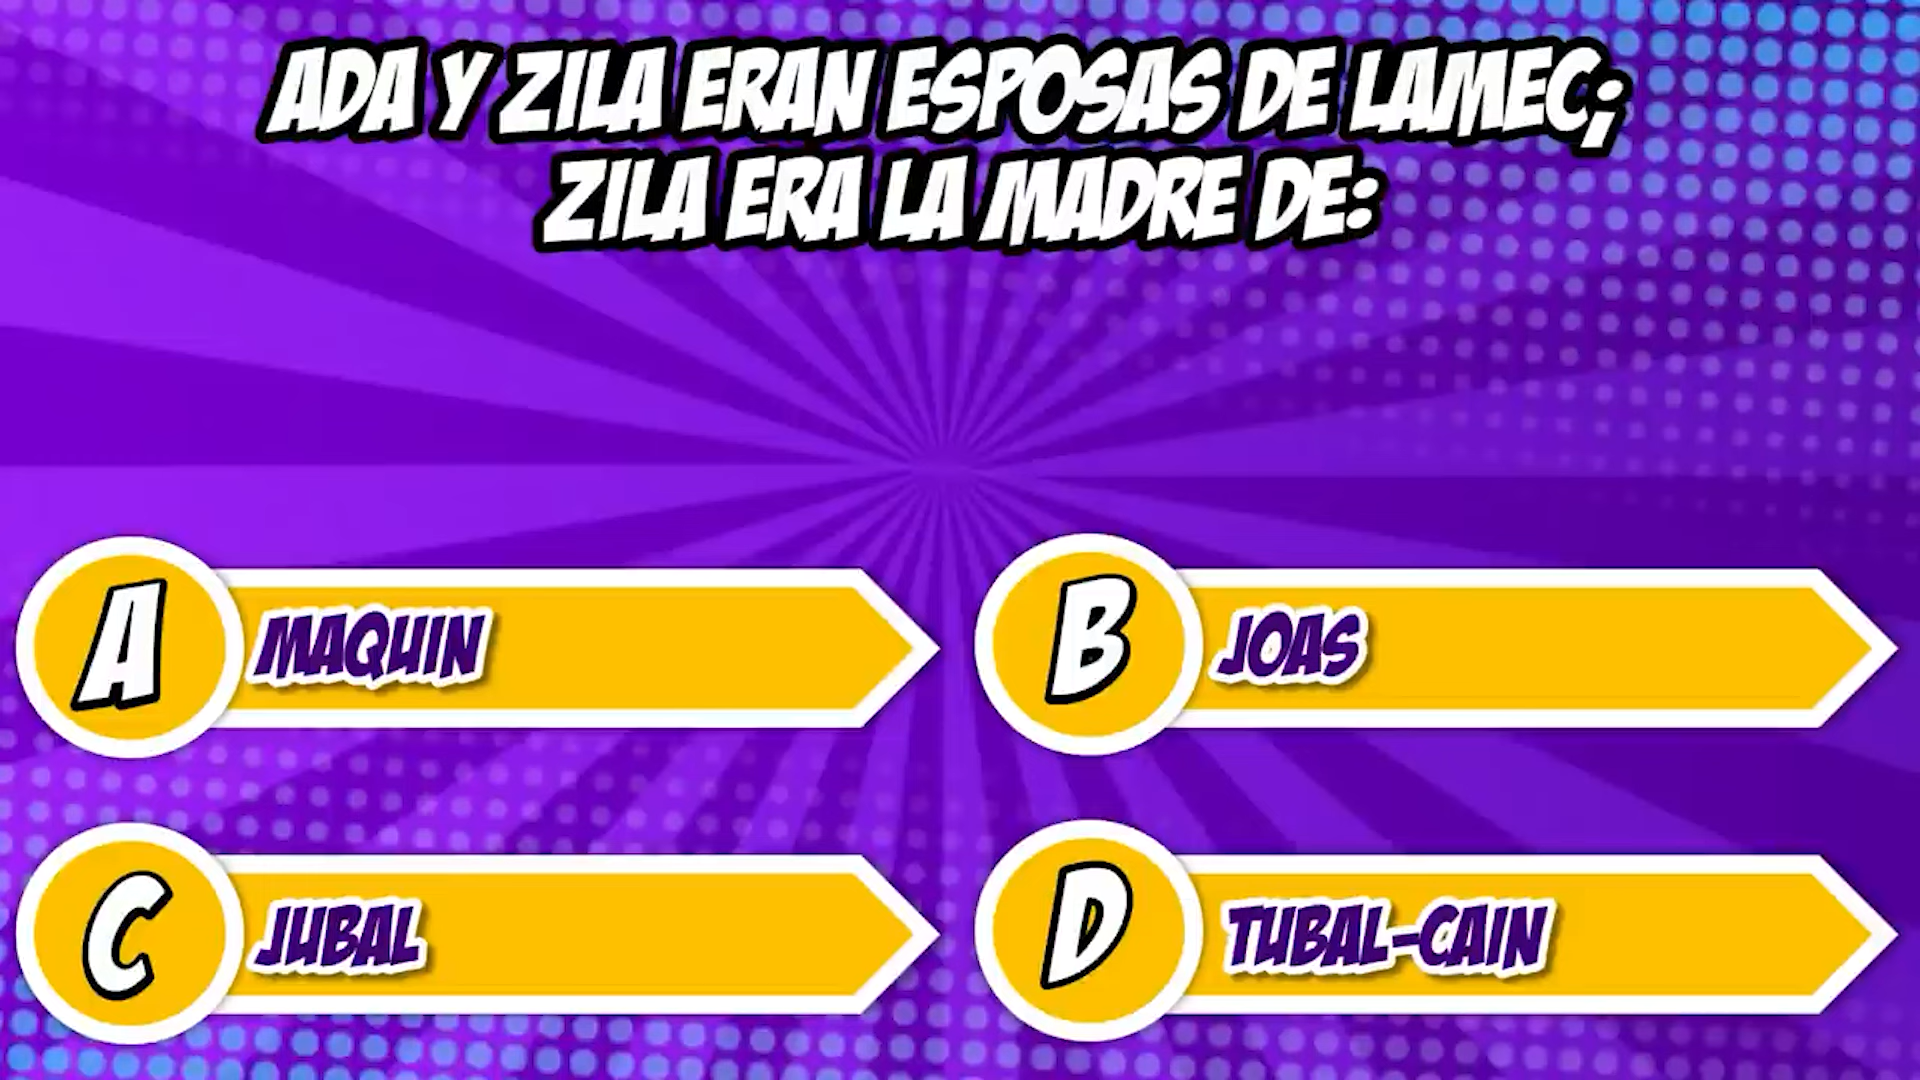 ADA Y ZILA ERAN ESPOSAS DE LAMEC;
ZILA ERA LA MADRE DE:
A MAQUIN
B JOAS
C JUBAL
D TUBAL-CAIN